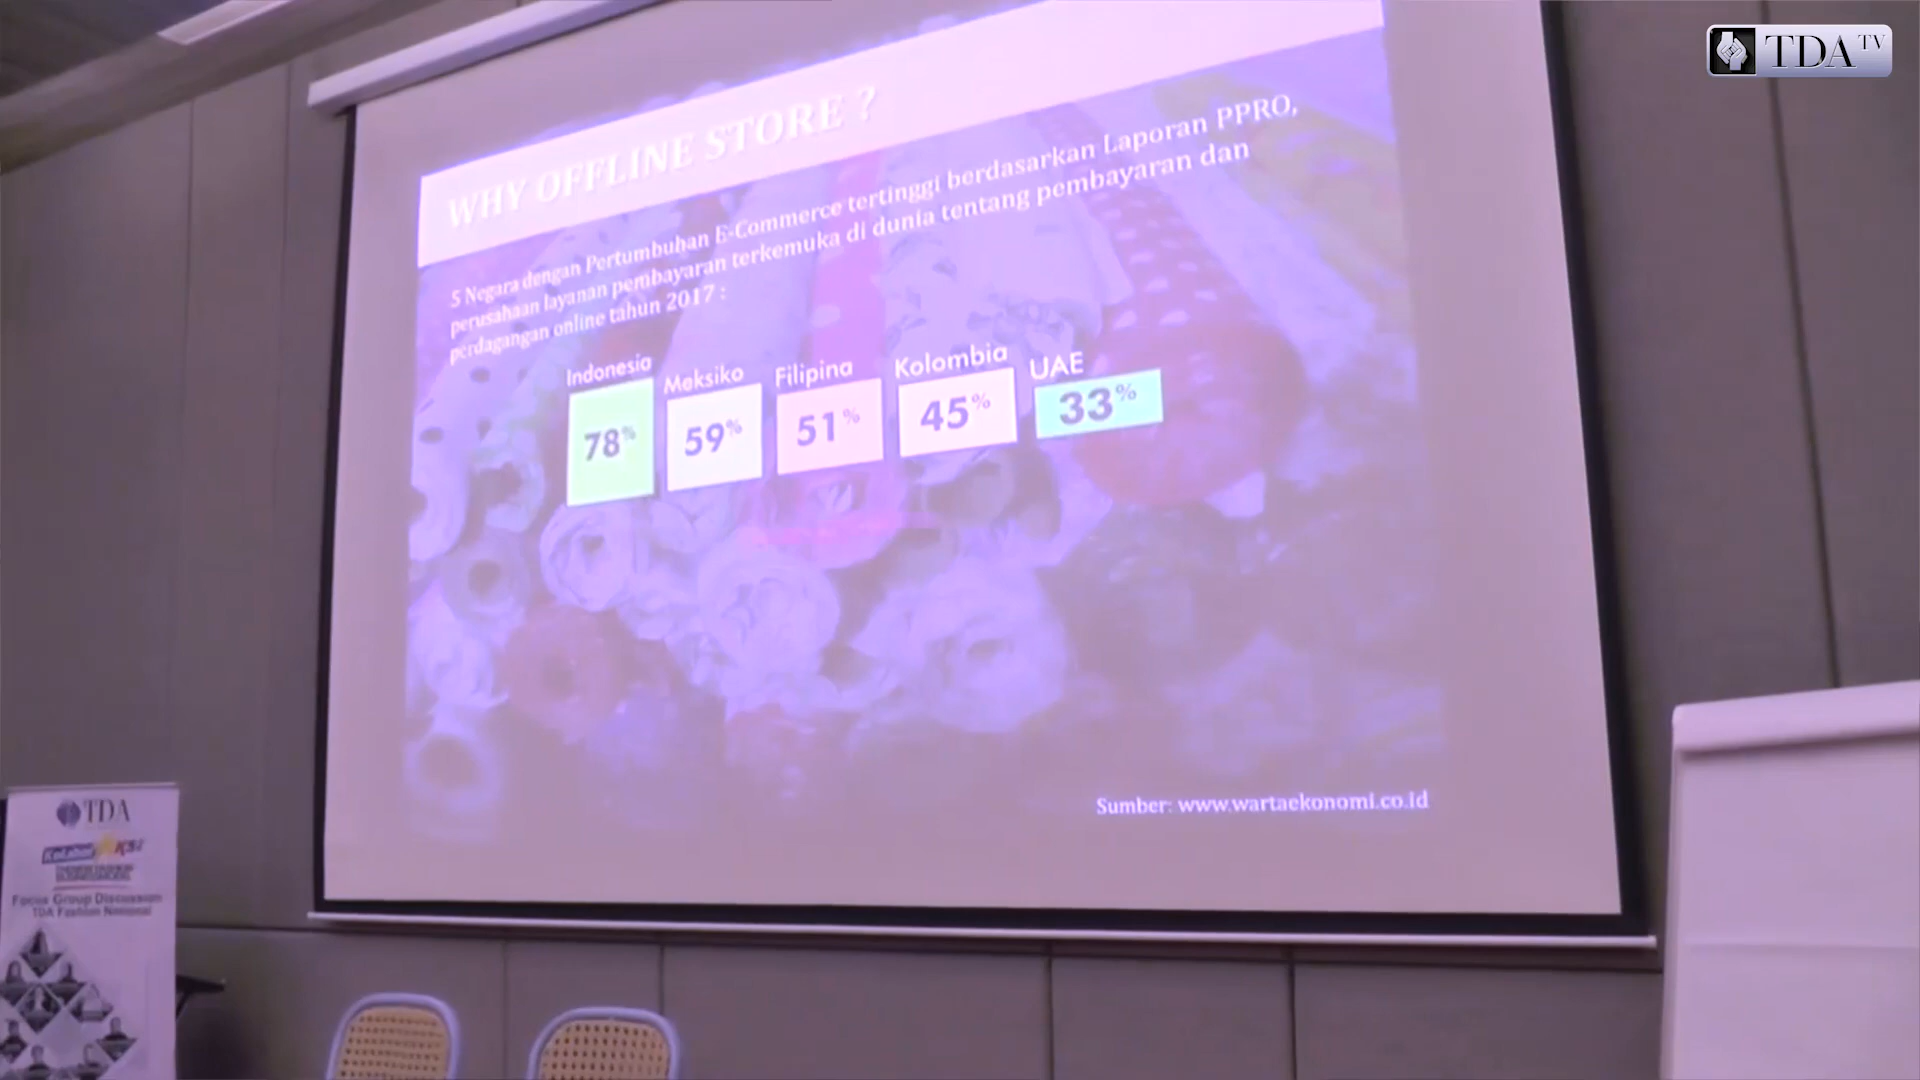 TDA TV
WHY OFFLINE STORE ?
5 Negara dengan Pertumbuhan E-Commerce tertinggi berdasarkan Laporan PPRO,
perusahaan layanan pembayaran terkemuka di dunia tentang pembayaran dan
perdagangan online tahun 2017 :
Indonesia Meksiko Filipina Kolombia UAE
78% 59% 51% 45% 33%
Sumber: www.wartaekonomi.co.id
TDA
Focus Group Discussion
TDA Fashion National